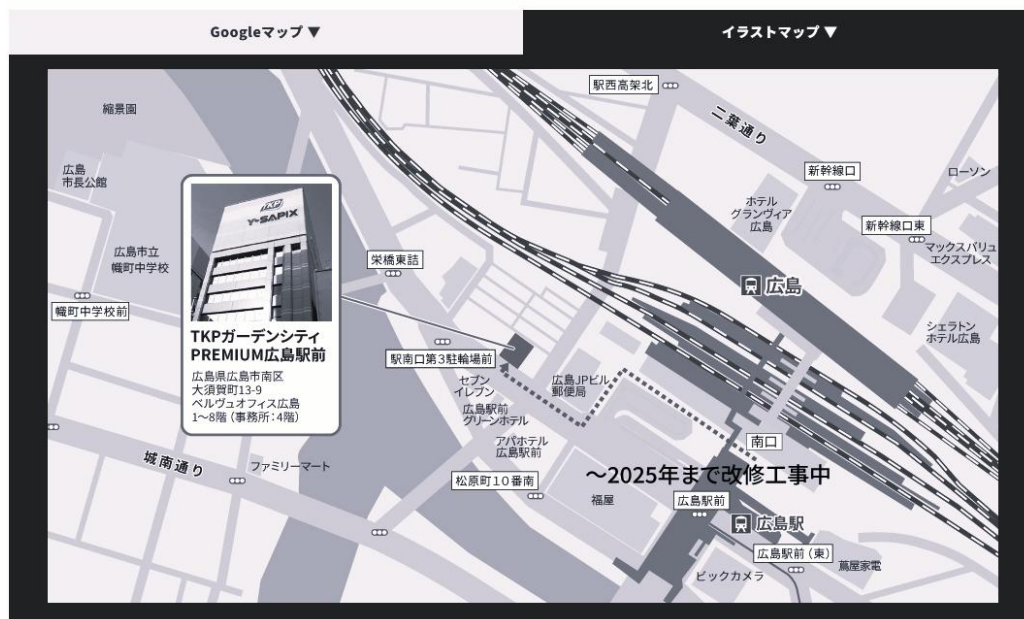 Googleマップ ▼
イラストマップ ▼
駅西高架北
二葉通り
縮景園
広島
市長公館
新幹線口
ローソン
ホテル
グランヴィア
広島
新幹線口東
マックスバリュ
エクスプレス
TKP
Y-SAPIX
広島市立
幟町中学校
栄橋東詰
広島
幟町中学校前
シェラトン
ホテル広島
TKPガーデンシティ
PREMIUM広島駅前
広島県広島市南区
大須賀町13-9
ベルヴュオフィス広島
1〜8階（事務所：4階）
駅南口第3駐輪場前
セブン
イレブン
広島JPビル
郵便局
広島駅前
グリーンホテル
アパホテル
広島駅前
南口
城南通り
ファミリーマート
〜2025年まで改修工事中
松原町10番南
福屋
広島駅前
広島駅
広島駅前（東）
蔦屋家電
ビックカメラ